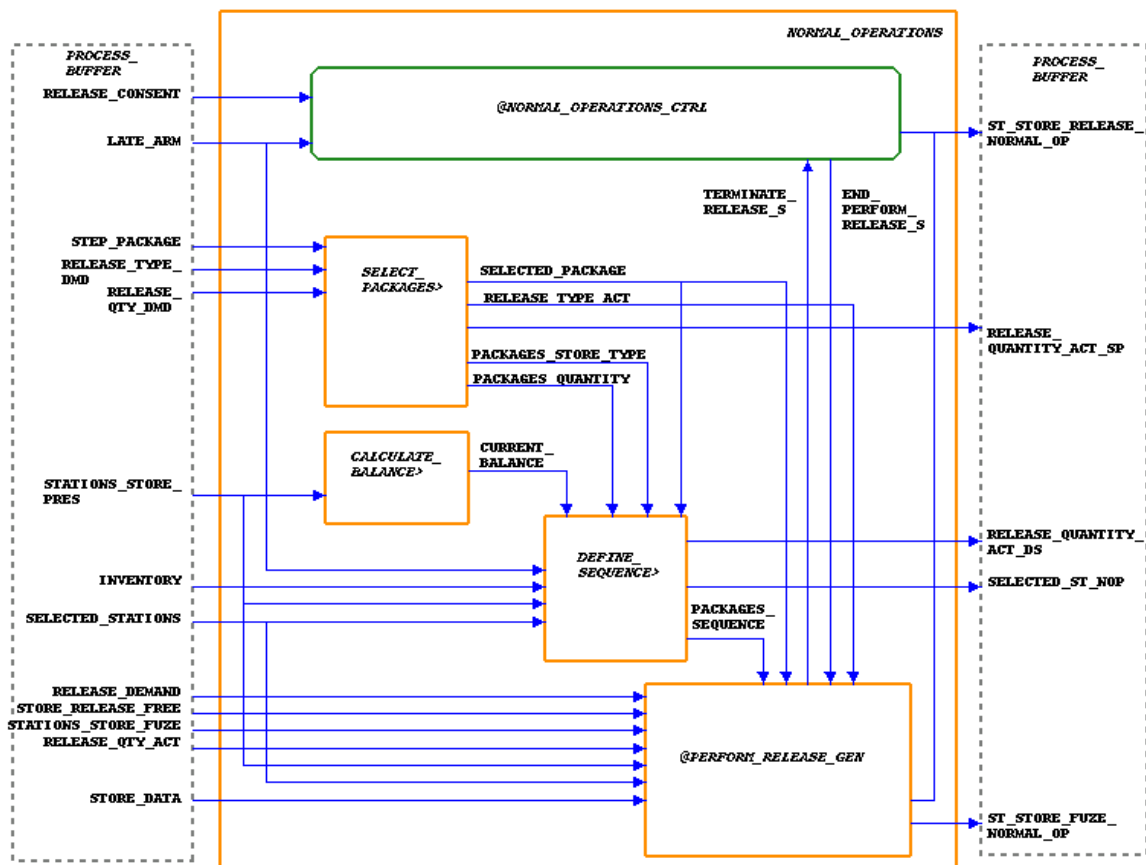 NORMAL_OPERATIONS
PROCESS_
BUFFER
RELEASE_CONSENT
LATE_ARM
STEP_PACKAGE
RELEASE_TYPE_
DMD
RELEASE_
QTY_DMD
STATIONS_STORE_
PRES
INVENTORY
SELECTED_STATIONS
RELEASE_DEMAND
STORE_RELEASE_FREE
STATIONS_STORE_FUZE
RELEASE_QTY_ACT
STORE_DATA
@NORMAL_OPERATIONS_CTRL
TERMINATE_
RELEASE_S
END_
PERFORM_
RELEASE_S
SELECT_
PACKAGES>
SELECTED_PACKAGE
RELEASE_TYPE_ACT
PACKAGES_STORE_TYPE
PACKAGES_QUANTITY
CALCULATE_
BALANCE>
CURRENT_
BALANCE
DEFINE_
SEQUENCE>
PACKAGES_
SEQUENCE
@PERFORM_RELEASE_GEN
PROCESS_
BUFFER
ST_STORE_RELEASE_
NORMAL_OP
RELEASE_
QUANTITY_ACT_SP
RELEASE_QUANTITY_
ACT_DS
SELECTED_ST_NOP
ST_STORE_FUZE_
NORMAL_OP